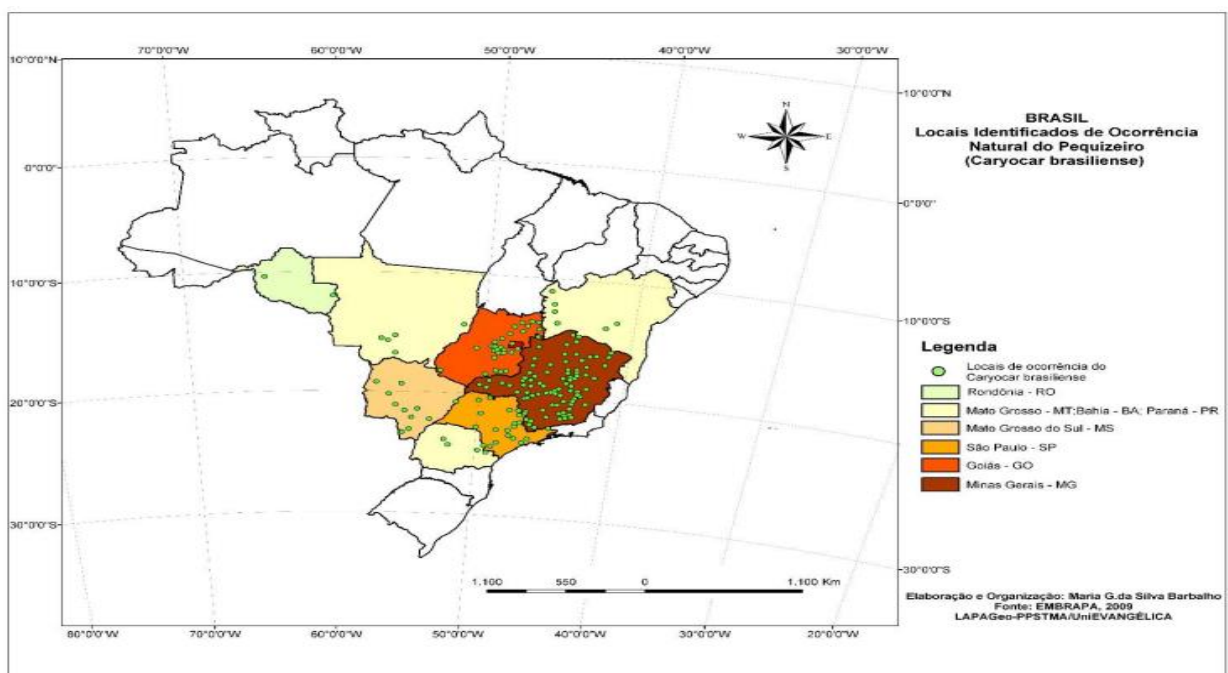 70°0'0"W 60°0'0"W 50°0'0"W 40°0'0"W 30°0'0"W
10°0'0"N
10°0'0"N
BRASIL
Locais Identificados de Ocorrência
Natural do Pequizeiro
(Caryocar brasiliense)
N
W E
S
0°0'0"
0°0'0"
10°0'0"S
10°0'0"S
Legenda
Locais de ocorrência do
Caryocar brasiliense
Rondônia - RO
Mato Grosso - MT;Bahia - BA; Paraná - PR
Mato Grosso do Sul - MS
São Paulo - SP
Goiás - GO
Minas Gerais - MG
20°0'0"S
20°0'0"S
30°0'0"S
30°0'0"S
1.100 550 0 1.100 Km
Elaboração e Organização: Maria G.da Silva Barbalho
Fonte: EMBRAPA, 2009
LAPAGeo-PPSTMA/UniEVANGÉLICA
80°0'0"W 70°0'0"W 60°0'0"W 50°0'0"W 40°0'0"W 30°0'0"W 20°0'0"W